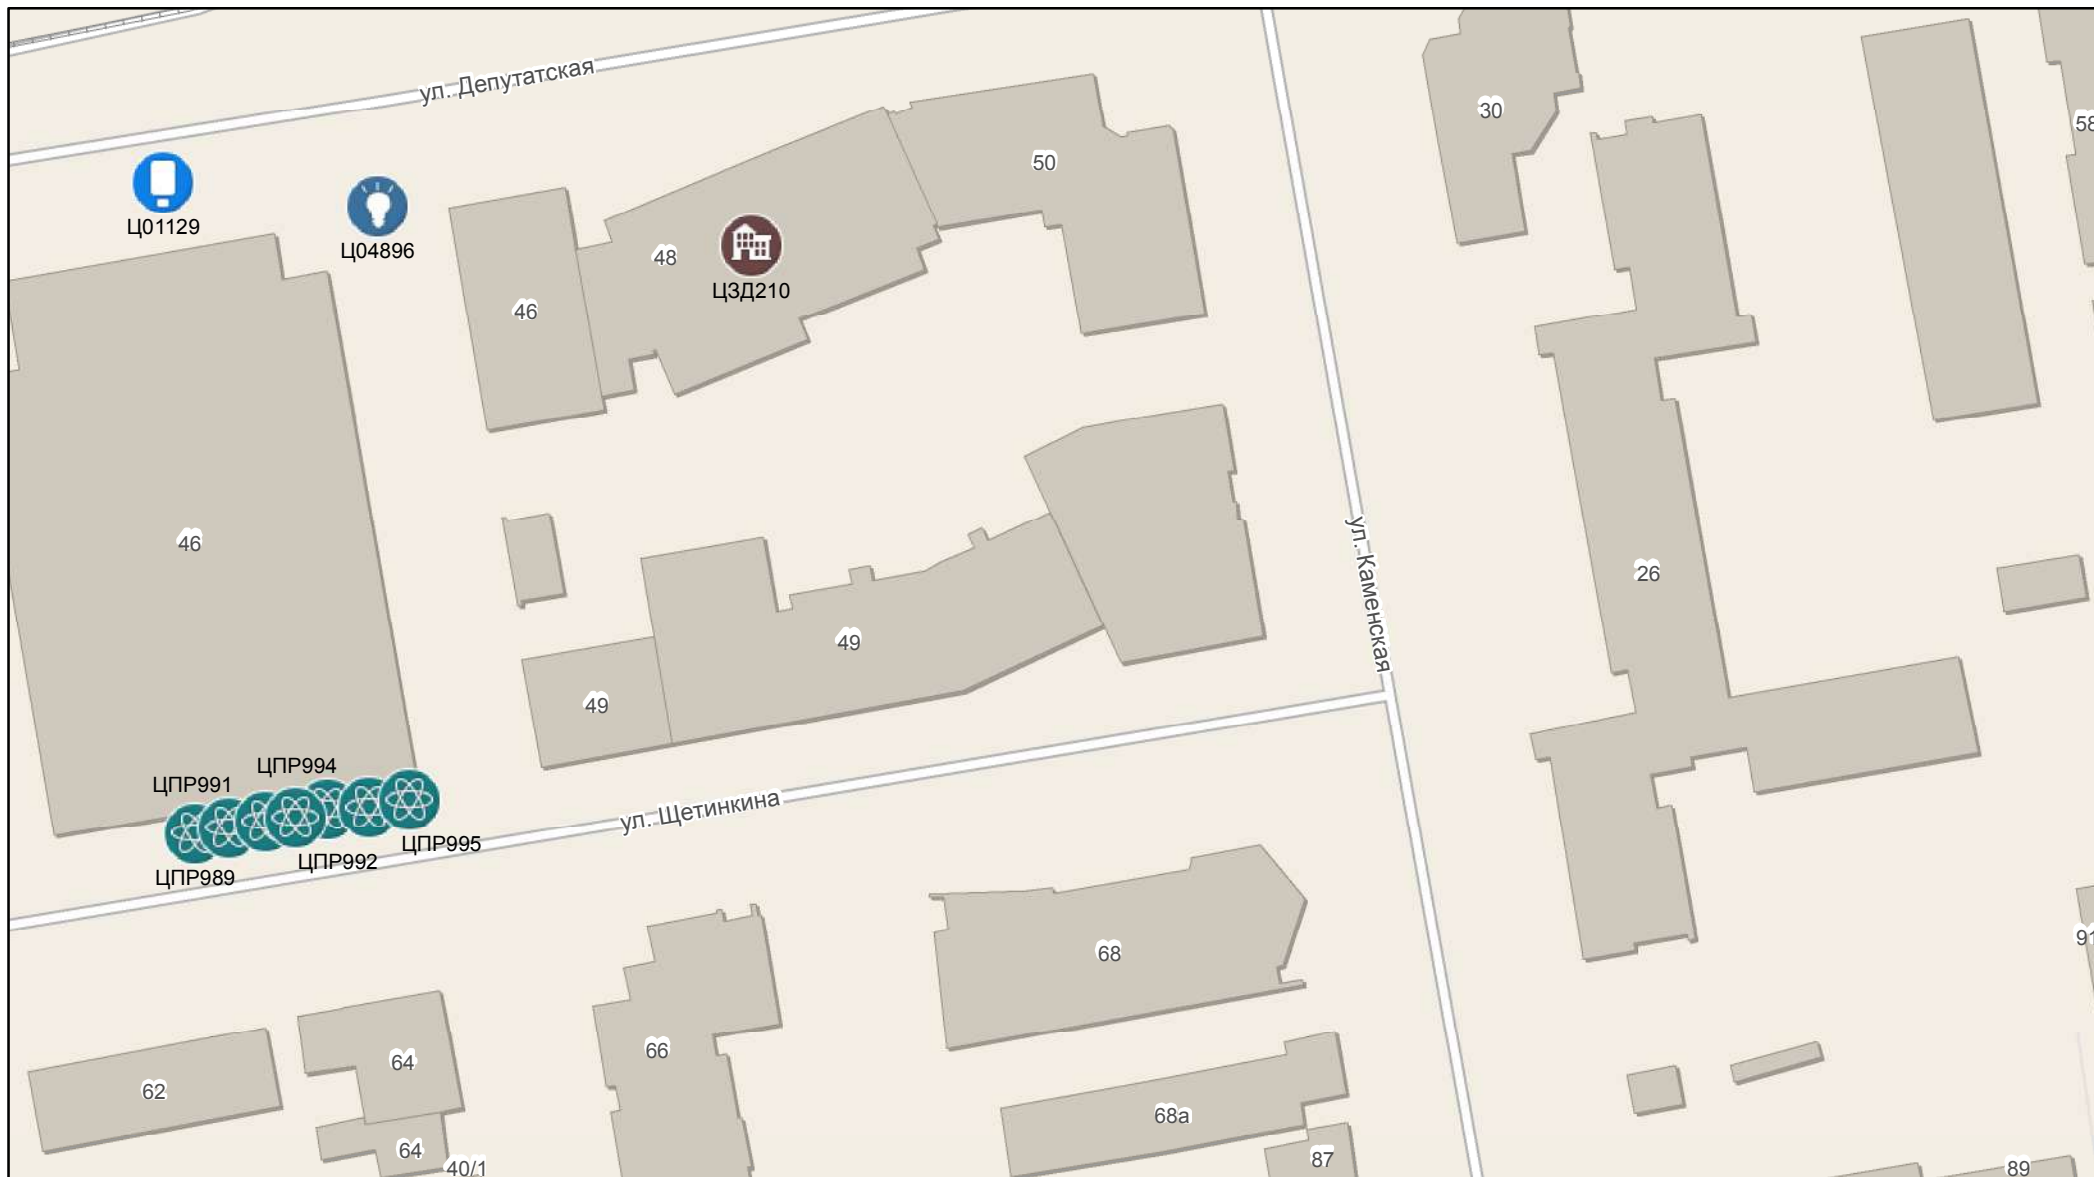 ул. Депутатская
30
58
50
Ц01129
Ц04896
48
ЦЗД210
46
46
ул. Каменская
26
49
49
ЦПР994
ЦПР991
ул. Щетинкина
ЦПР995
ЦПР992
ЦПР989
91
68
66
64
62
68а
64
40/1
87
89